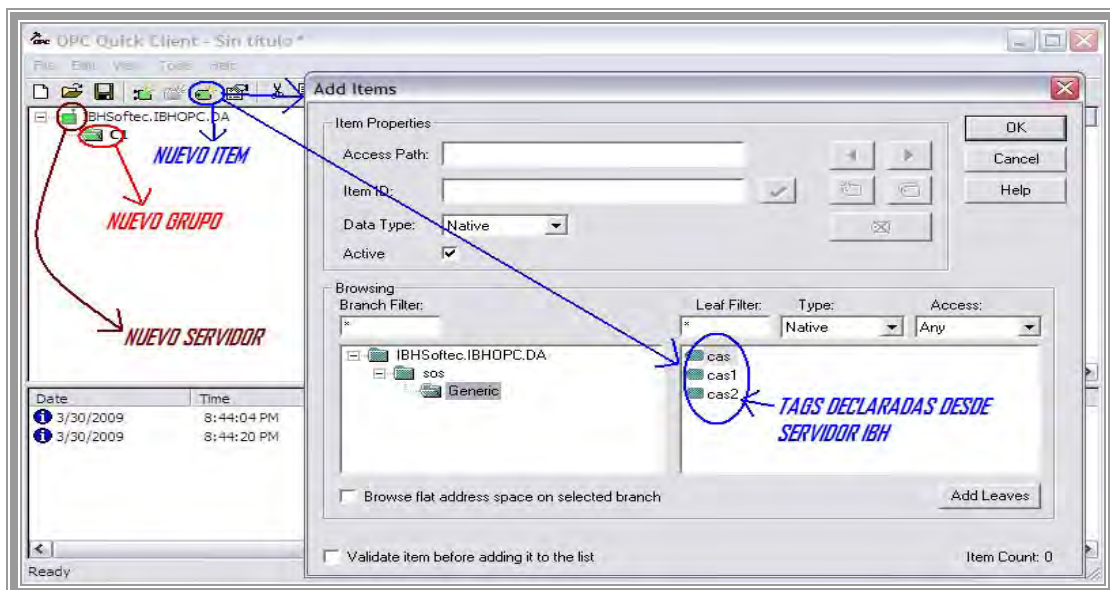 OPC Quick Client - Sin título *
File Edit View Tools Help
IBHSoftec.IBHOPC.DA
C1
NUEVO ITEM
NUEVO GRUPO
NUEVO SERVIDOR
Date Time
3/30/2009 8:44:04 PM
3/30/2009 8:44:20 PM
Ready
Add Items
Item Properties
Access Path:
Item ID:
Data Type: Native
Active
OK
Cancel
Help
Browsing
Branch Filter: Leaf Filter: Type: Access:
* * Native Any
IBHSoftec.IBHOPC.DA
sos
Generic
cas
cas1
cas2
TAGS DECLARADAS DESDE
SERVIDOR IBH
Browse flat address space on selected branch
Add Leaves
Validate item before adding it to the list
Item Count: 0